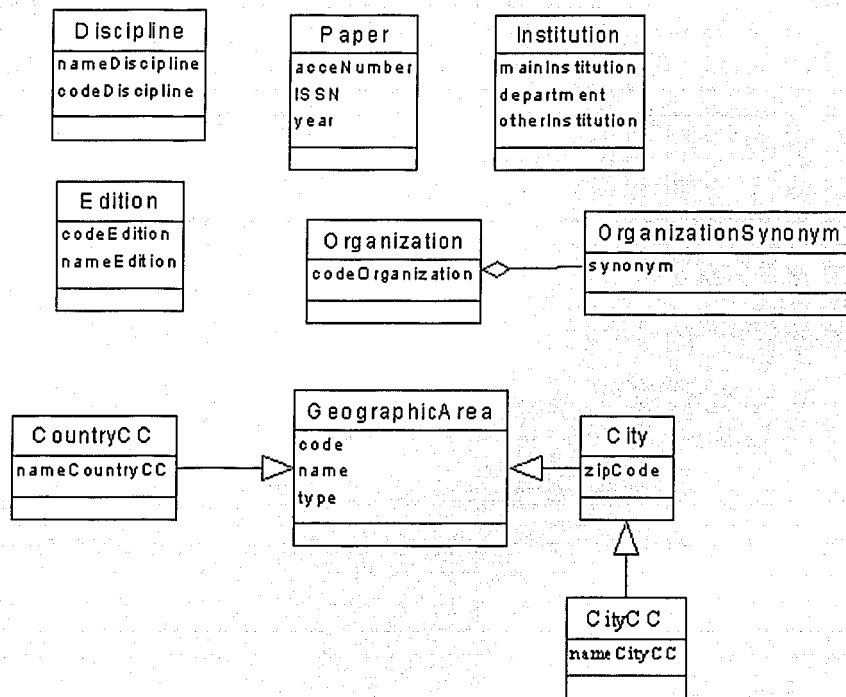 Discipline
nameDiscipline
codeDiscipline
Paper
acceNumber
ISSN
year
Institution
mainInstitution
department
otherInstitution
Edition
codeEdition
nameEdition
Organization
codeOrganization
OrganizationSynonym
synonym
CountryCC
nameCountryCC
GeographicArea
code
name
type
City
zipCode
CityCC
nameCityCC